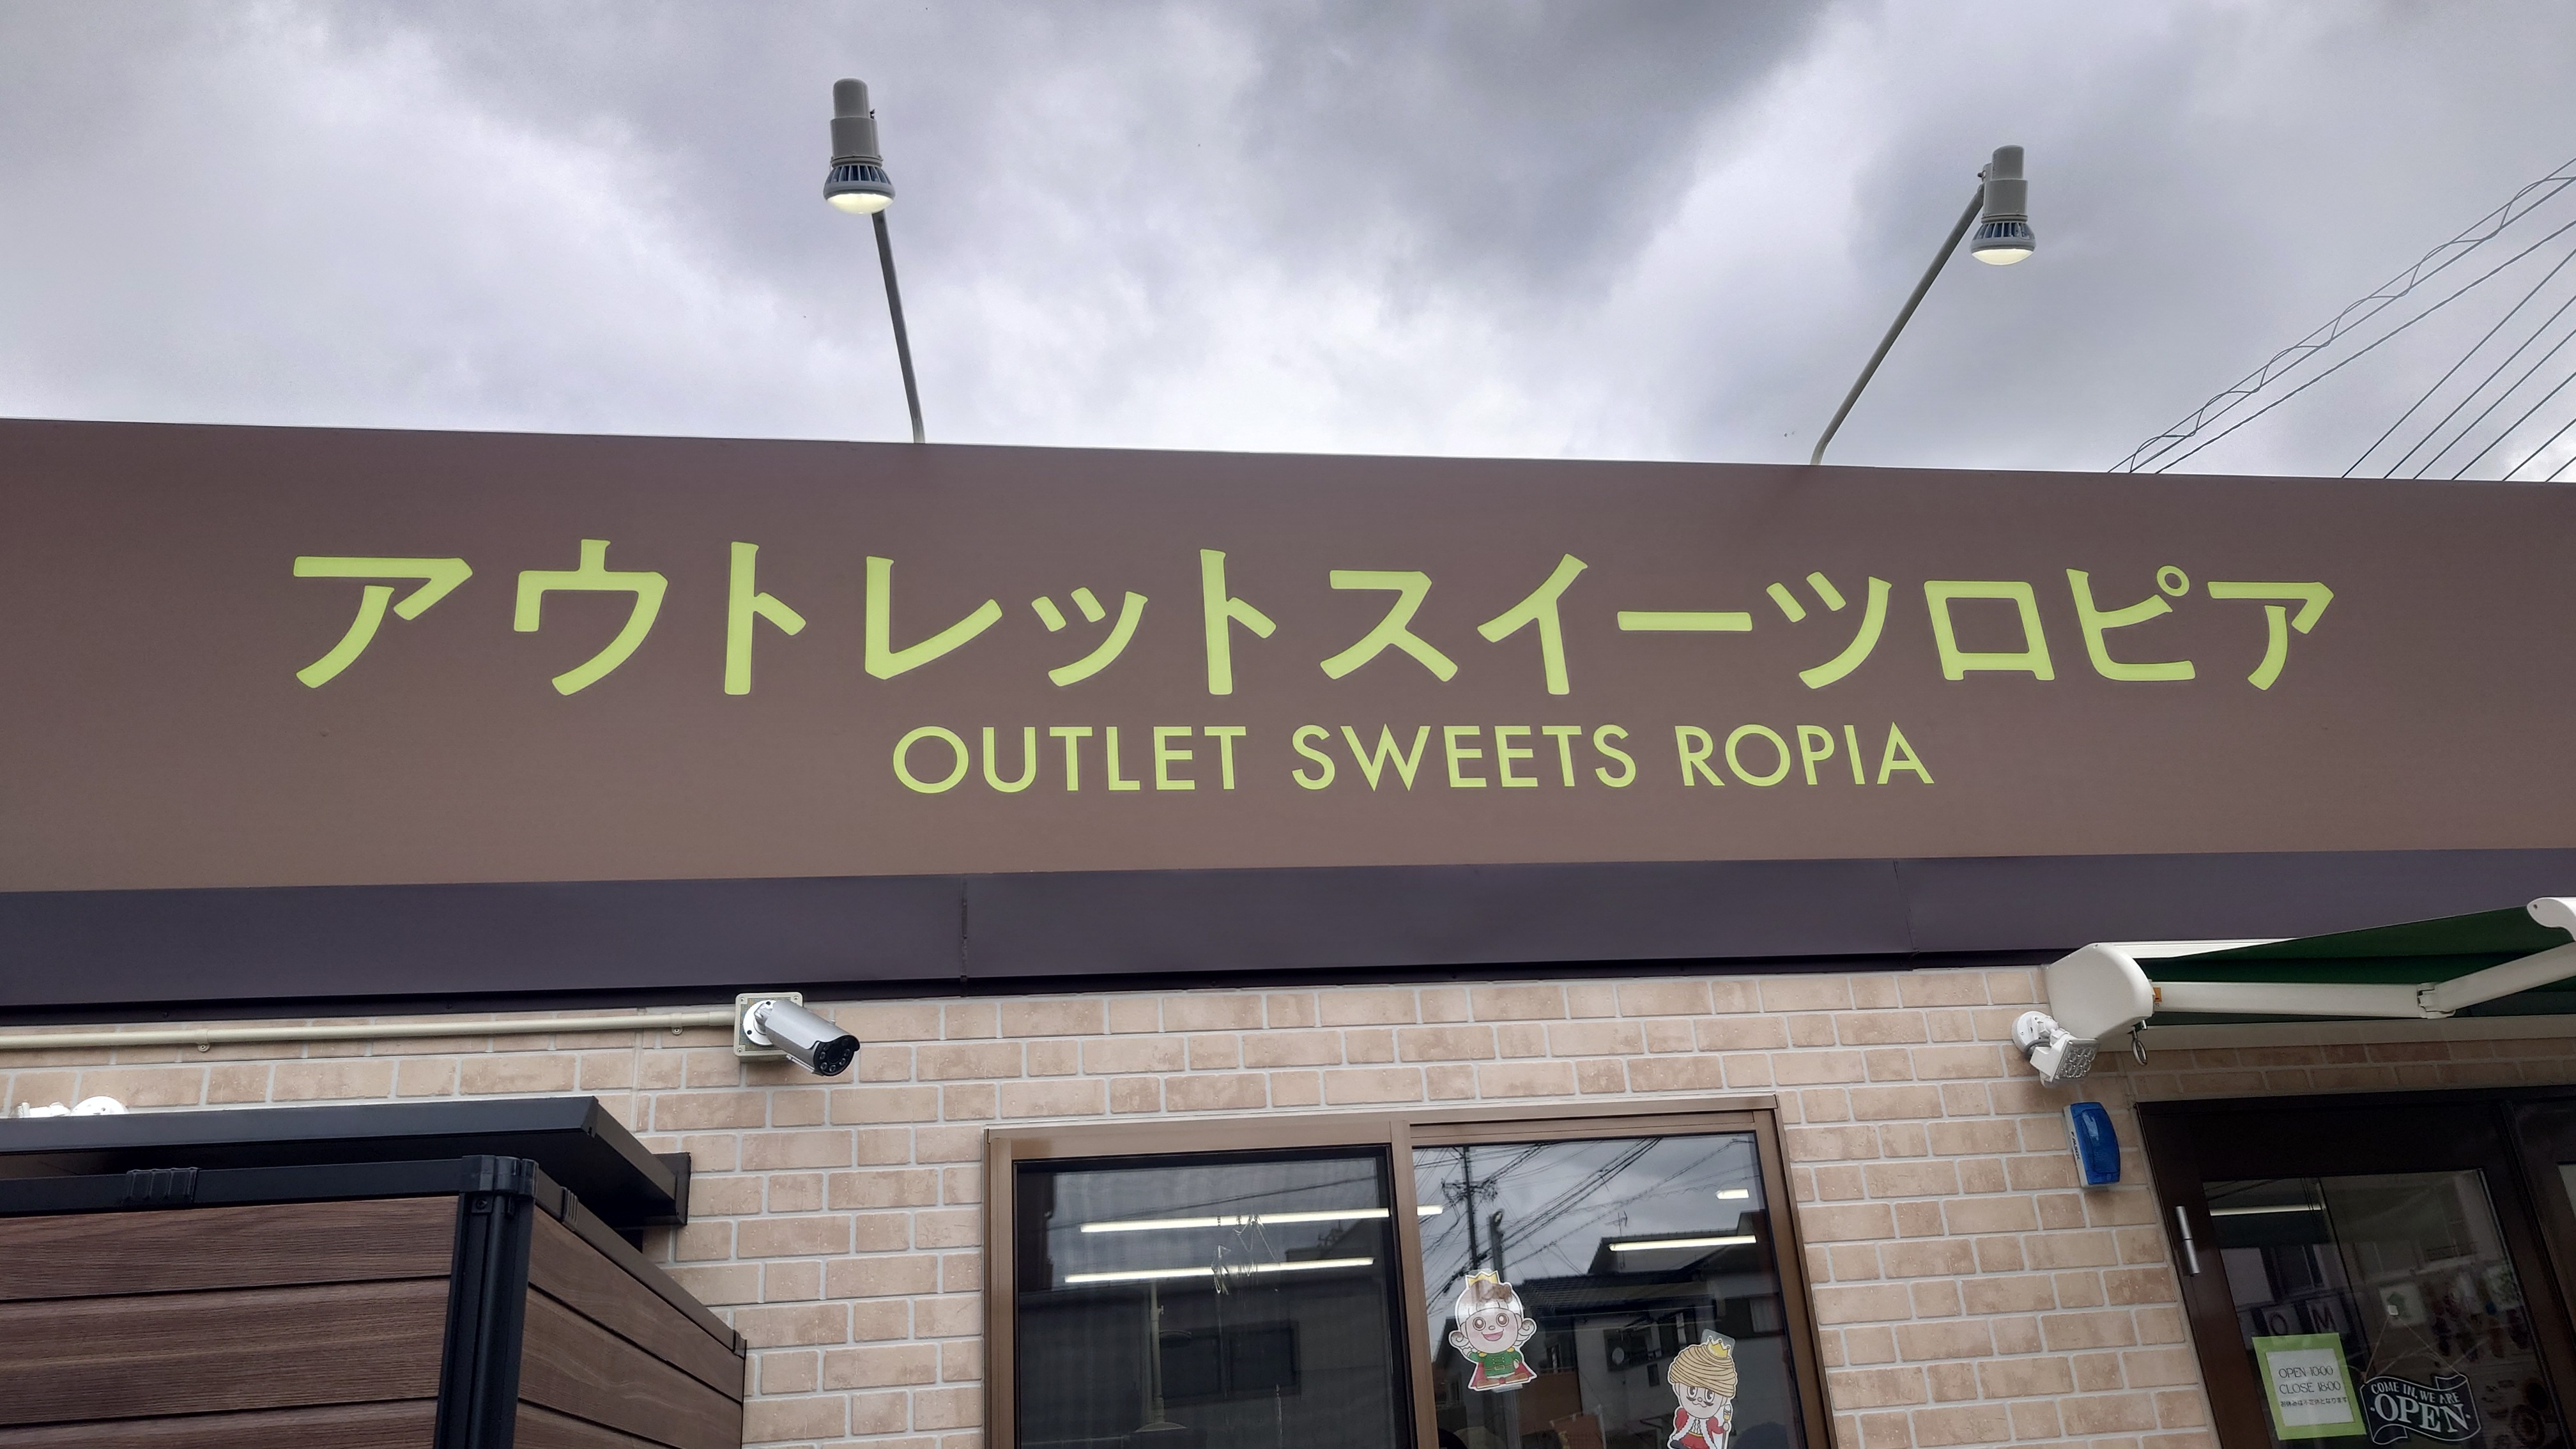 アウトレットスイーツロピア
OUTLET SWEETS ROPIA
OPEN 10:00
CLOSE 18:00
COME IN, WE ARE
OPEN